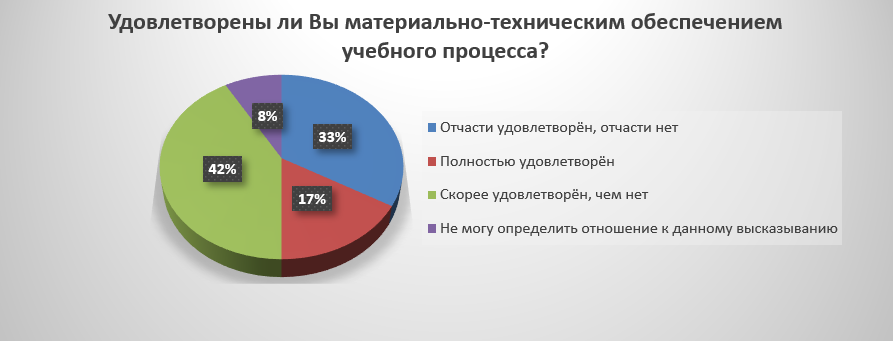 Удовлетворены ли Вы материально-техническим обеспечением
учебного процесса?
8%
33%
42%
17%
Отчасти удовлетворён, отчасти нет
Полностью удовлетворён
Скорее удовлетворён, чем нет
Не могу определить отношение к данному высказыванию